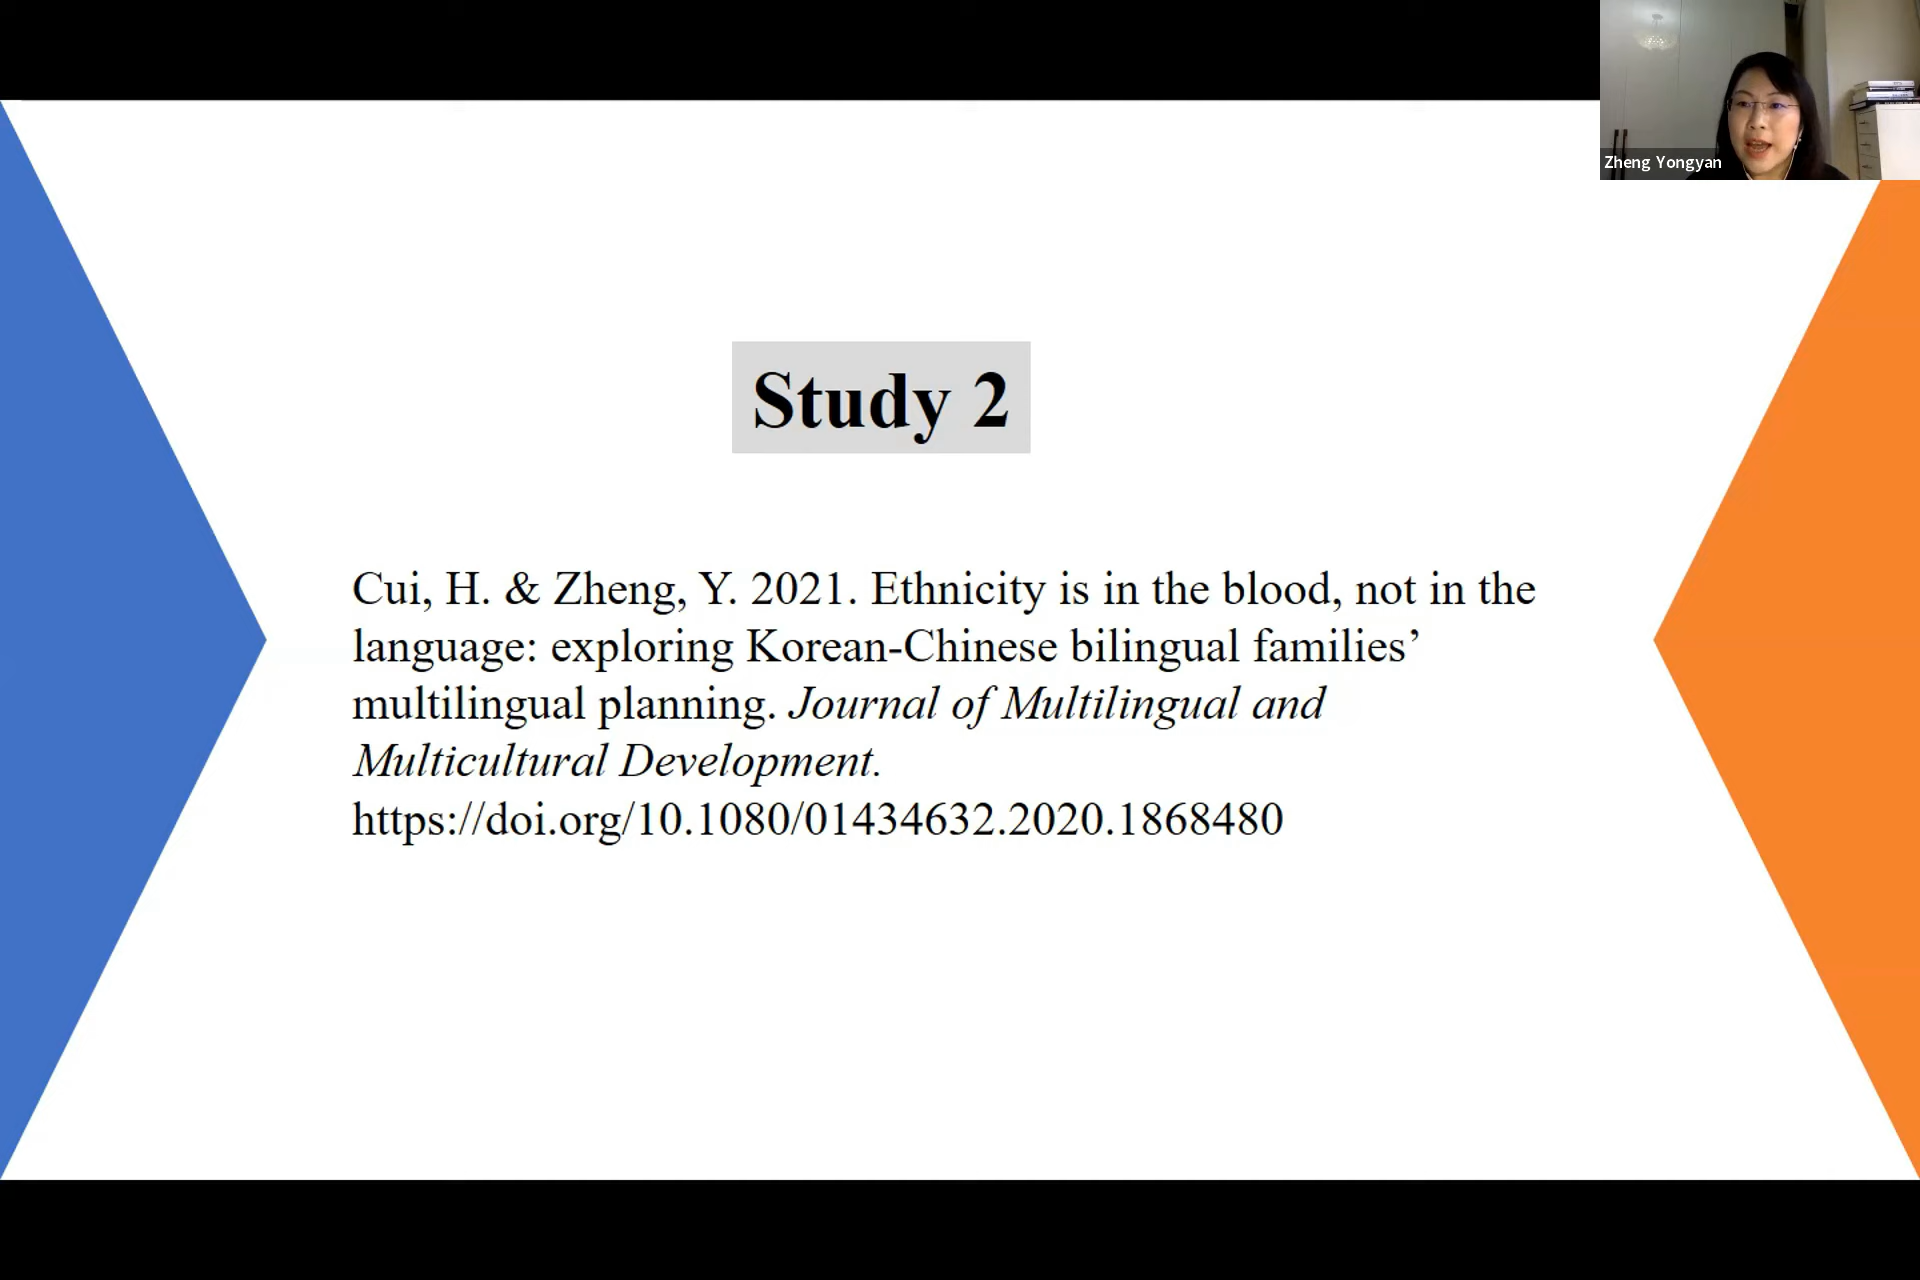 Zheng Yongyan
Study 2
Cui, H. & Zheng, Y. 2021. Ethnicity is in the blood, not in the
language: exploring Korean-Chinese bilingual families’
multilingual planning. Journal of Multilingual and
Multicultural Development.
https://doi.org/10.1080/01434632.2020.1868480